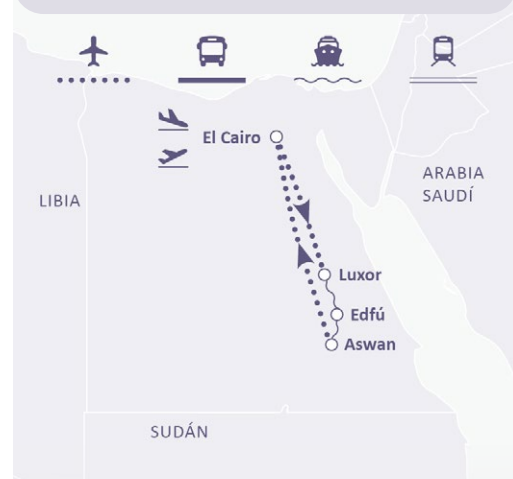 El Cairo
LIBIA
ARABIA
SAUDÍ
Luxor
Edfú
Aswan
SUDÁN